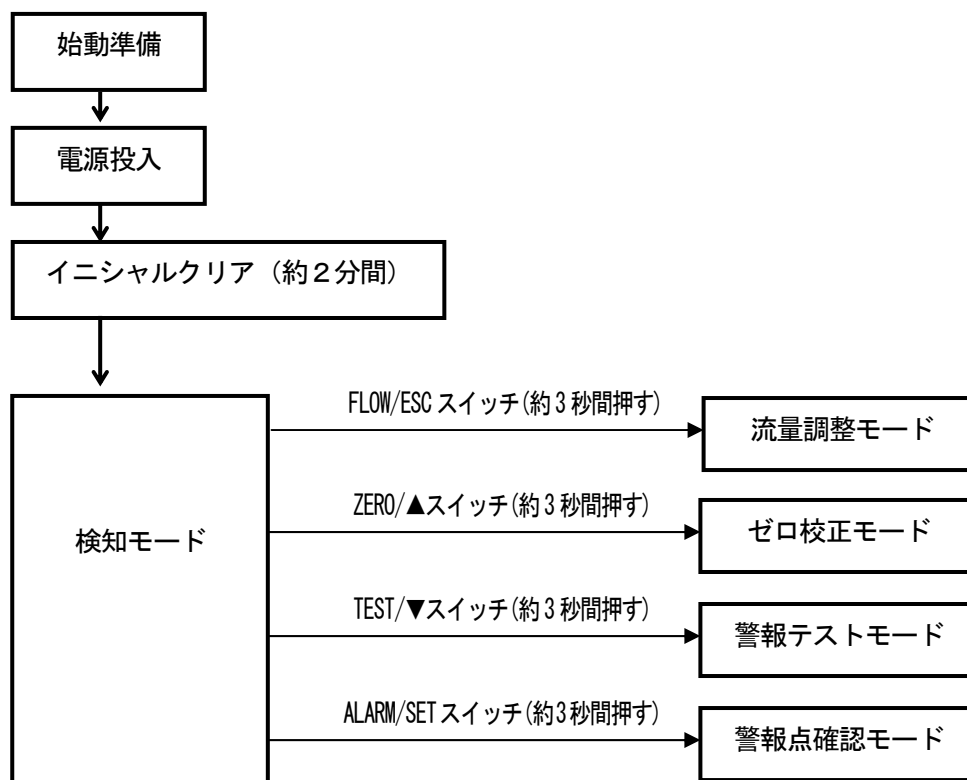 始動準備
電源投入
イニシャルクリア（約２分間）
検知モード
FLOW/ESC スイッチ(約3秒間押す)
流量調整モード
ZERO/▲スイッチ(約3秒間押す)
ゼロ校正モード
TEST/▼スイッチ(約3秒間押す)
警報テストモード
ALARM/SETスイッチ(約3秒間押す)
警報点確認モード